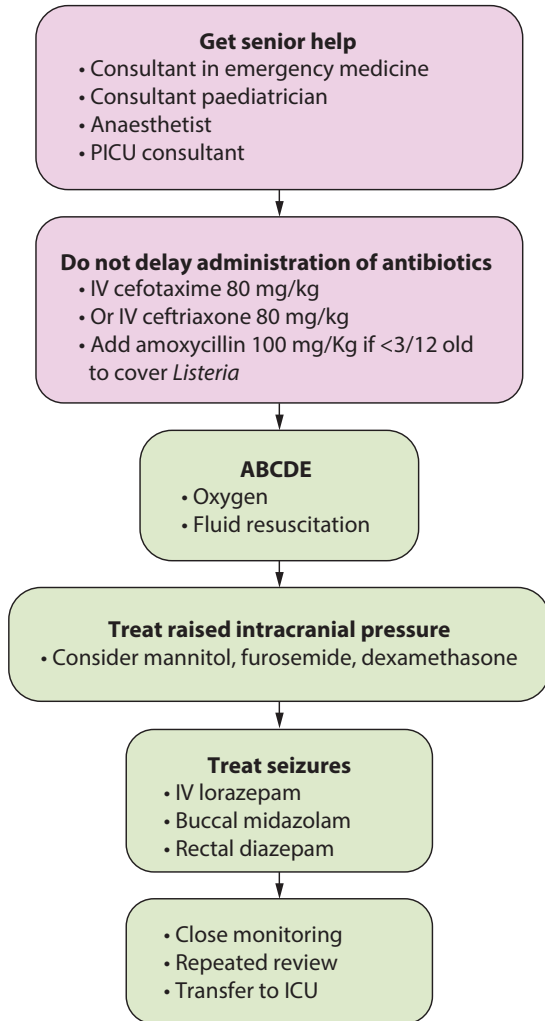 Get senior help
• Consultant in emergency medicine
• Consultant paediatrician
• Anaesthetist
• PICU consultant
Do not delay administration of antibiotics
• IV cefotaxime 80 mg/kg
• Or IV ceftriaxone 80 mg/kg
• Add amoxycillin 100 mg/Kg if <3/12 old
to cover Listeria
ABCDE
• Oxygen
• Fluid resuscitation
Treat raised intracranial pressure
• Consider mannitol, furosemide, dexamethasone
Treat seizures
• IV lorazepam
• Buccal midazolam
• Rectal diazepam
• Close monitoring
• Repeated review
• Transfer to ICU